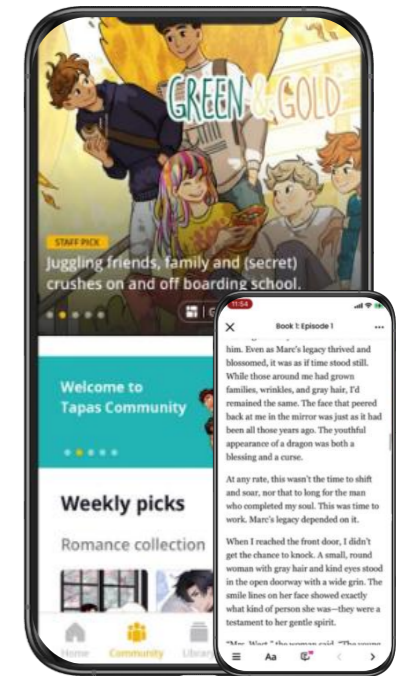 GREEN & GOLD
STAFF PICK
Juggling friends, family and (secret)
crushes on and off boarding school.
Welcome to
Tapas Community
Weekly picks
Romance collection
Home
Community
Library
11:54
Book 1: Episode 1
him. Even as Marc's legacy thrived and
blossomed, it was as if time stood still.
While those around me had grown
families, wrinkles, and gray hair, I'd
remained the same. The face that peered
back at me in the mirror was just as it had
been all those years ago. The youthful
appearance of a dragon was both a
blessing and a curse.
At any rate, this wasn't the time to shift
and soar, nor that to long for the man
who completed my soul. This was time to
work. Marc's legacy depended on it.
When I reached the front door, I didn't
get the chance to knock. A small, round
woman with gray hair and kind eyes stood
in the open doorway with a wide grin. The
smile lines on her face showed exactly
what kind of person she was—they were a
testament to her gentle spirit.
"Mrs. West," the woman said. "The young
Aa